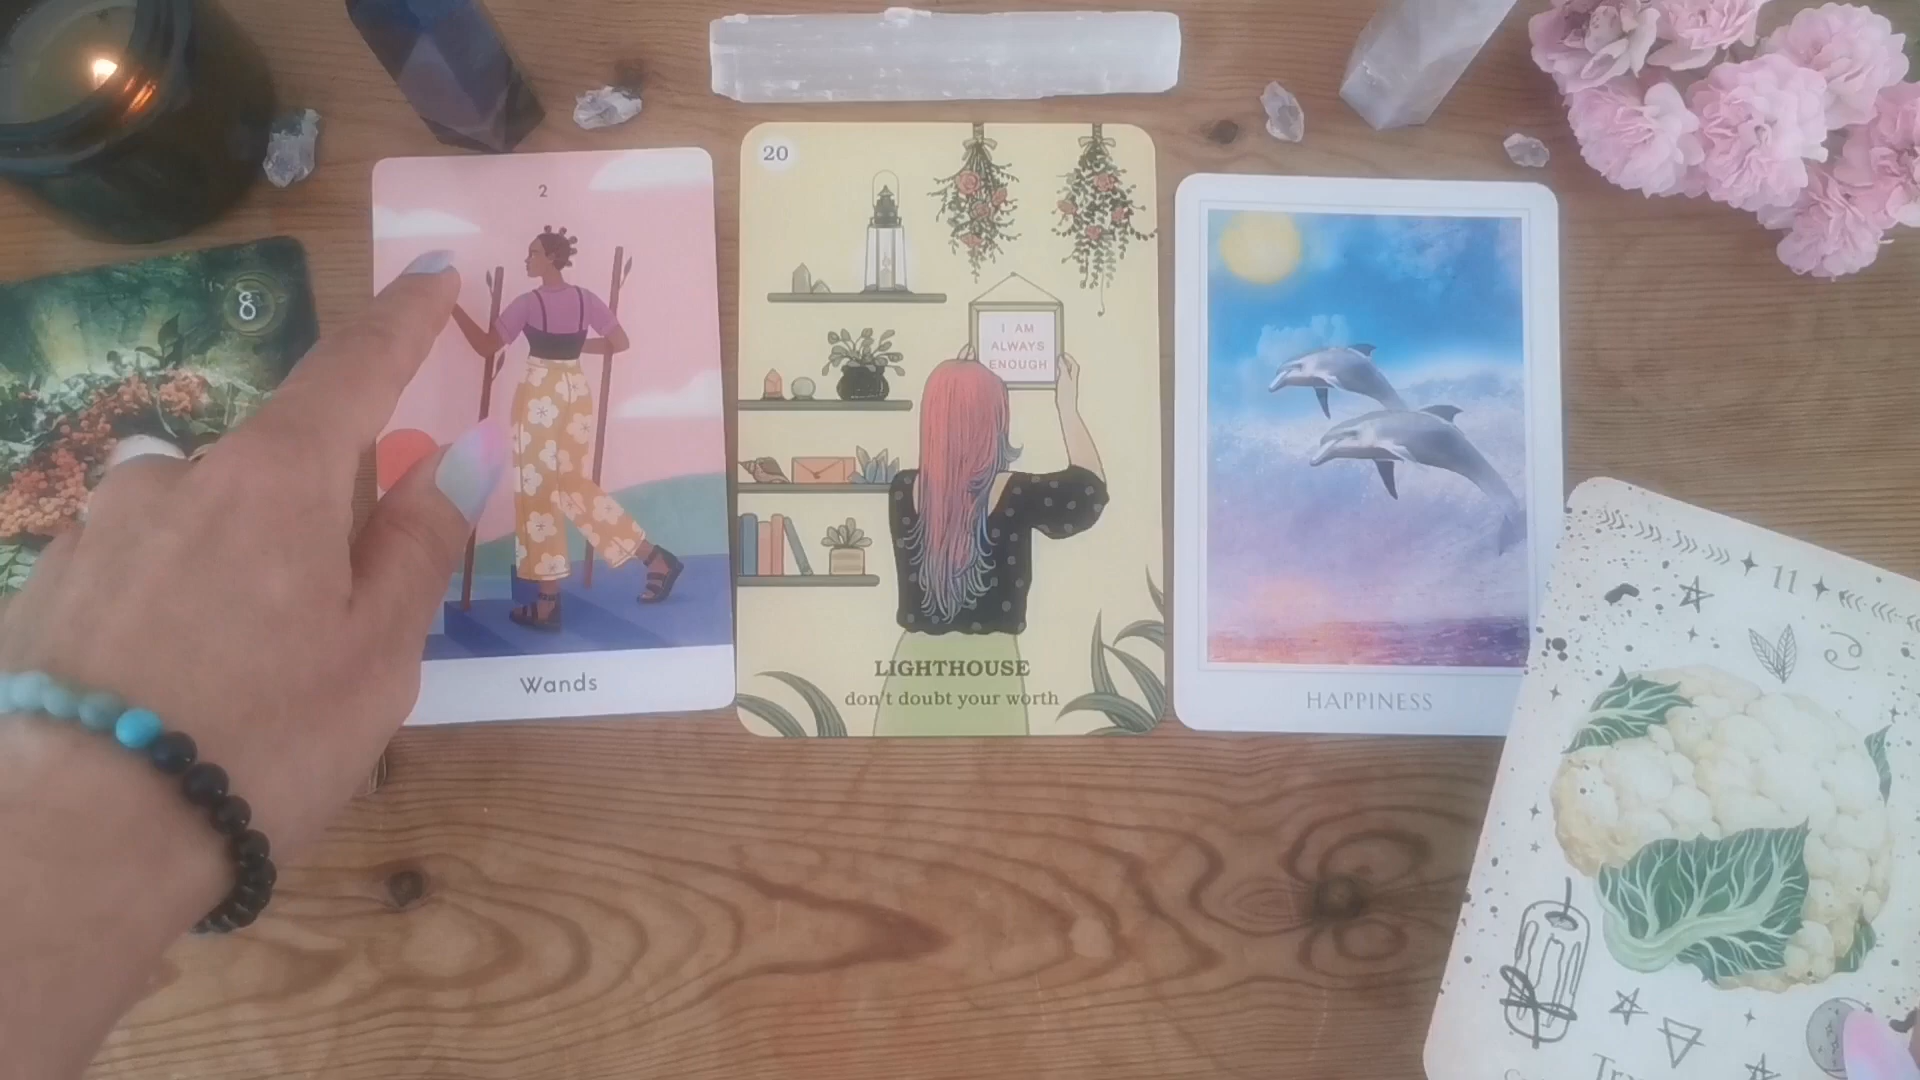 8
2
Wands
20
I AM
ALWAYS
ENOUGH
LIGHTHOUSE
don't doubt your worth
HAPPINESS
11